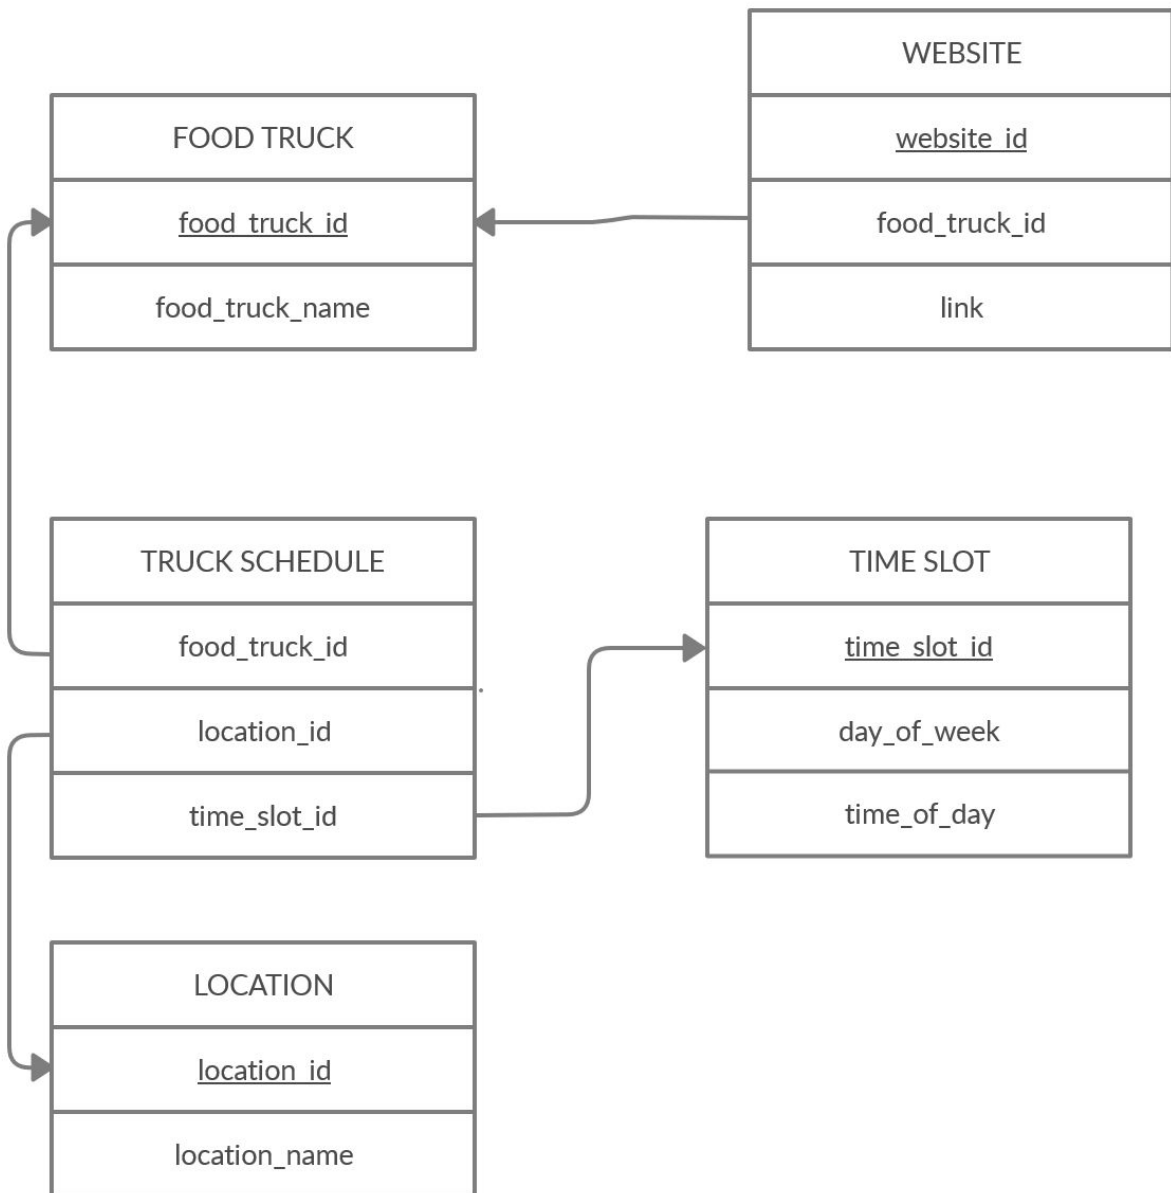 WEBSITE
website_id
food_truck_id
link
FOOD TRUCK
food_truck_id
food_truck_name
TRUCK SCHEDULE
food_truck_id
location_id
time_slot_id
TIME SLOT
time_slot_id
day_of_week
time_of_day
LOCATION
location_id
location_name